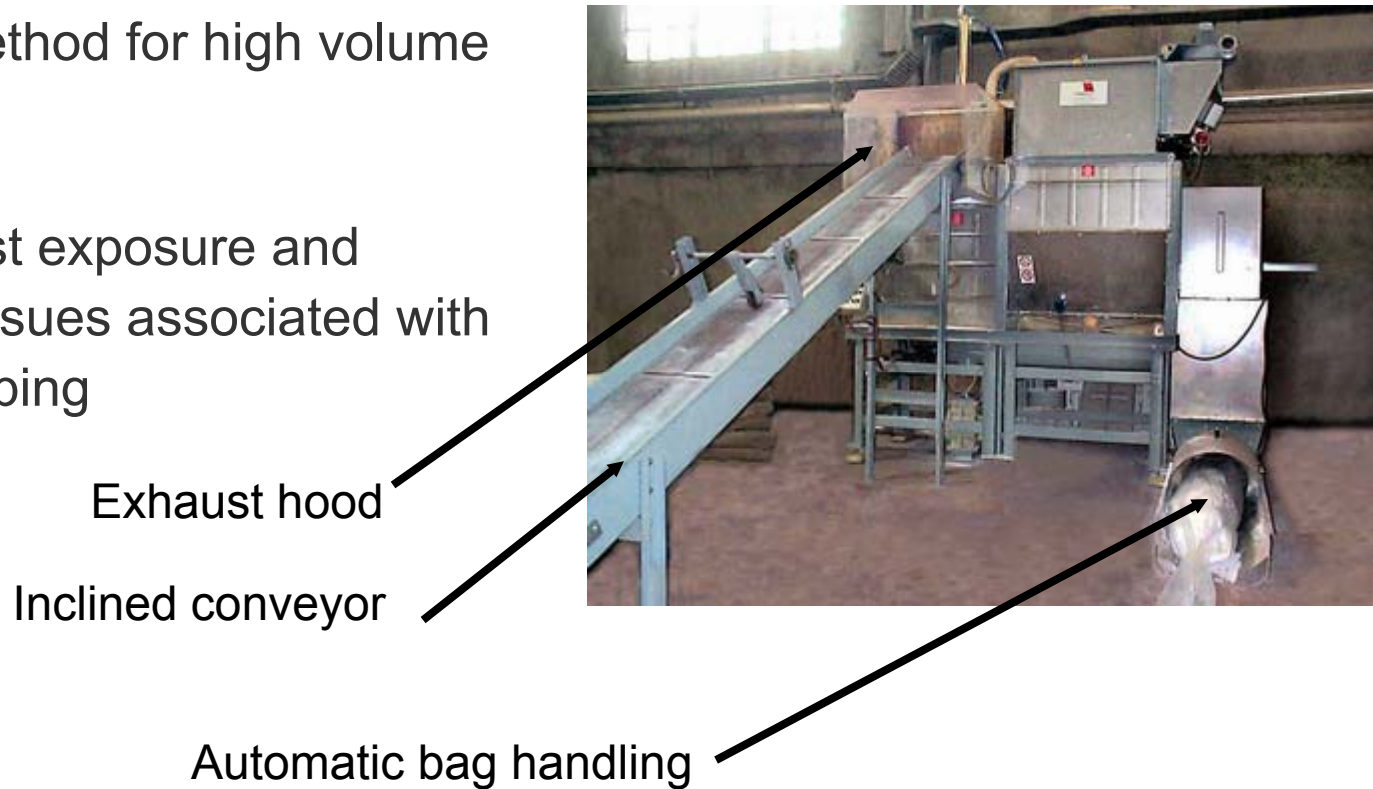 ethod for high volume
st exposure and
sues associated with
ping
Exhaust hood
Inclined conveyor
Automatic bag handling